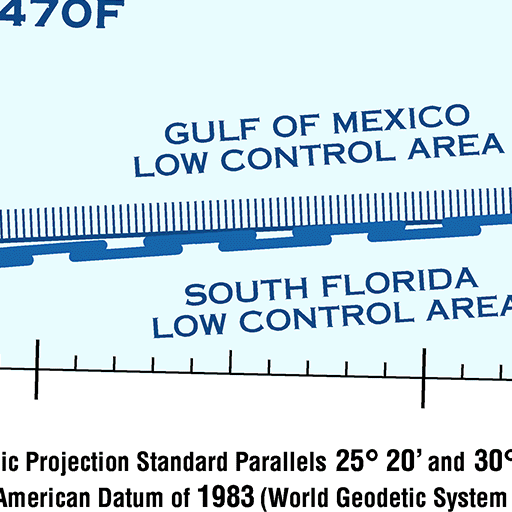 470F
GULF OF MEXICO
LOW CONTROL AREA
SOUTH FLORIDA
LOW CONTROL AREA
ic Projection Standard Parallels 25° 20’ and 30°
American Datum of 1983 (World Geodetic System